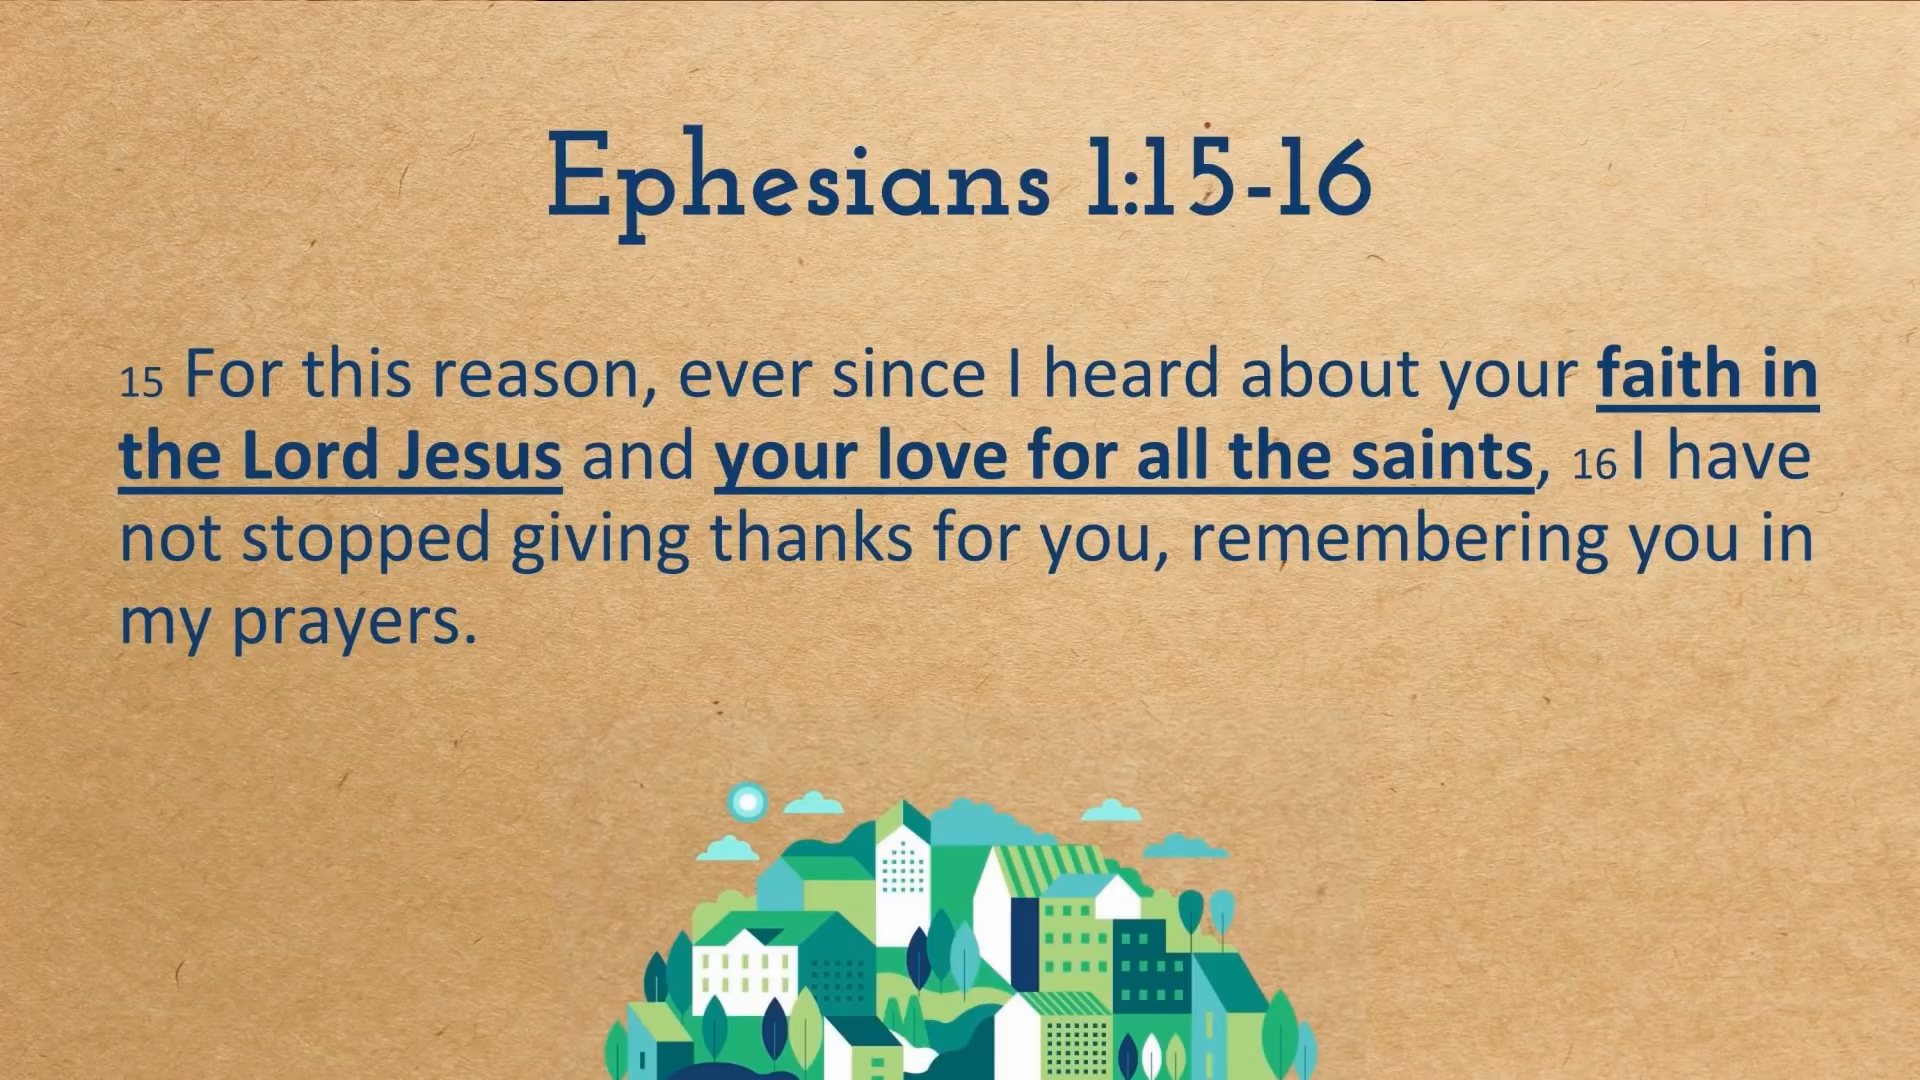 Ephesians 1:15-16
15 For this reason, ever since I heard about your faith in
the Lord Jesus and your love for all the saints, 16 I have
not stopped giving thanks for you, remembering you in
my prayers.